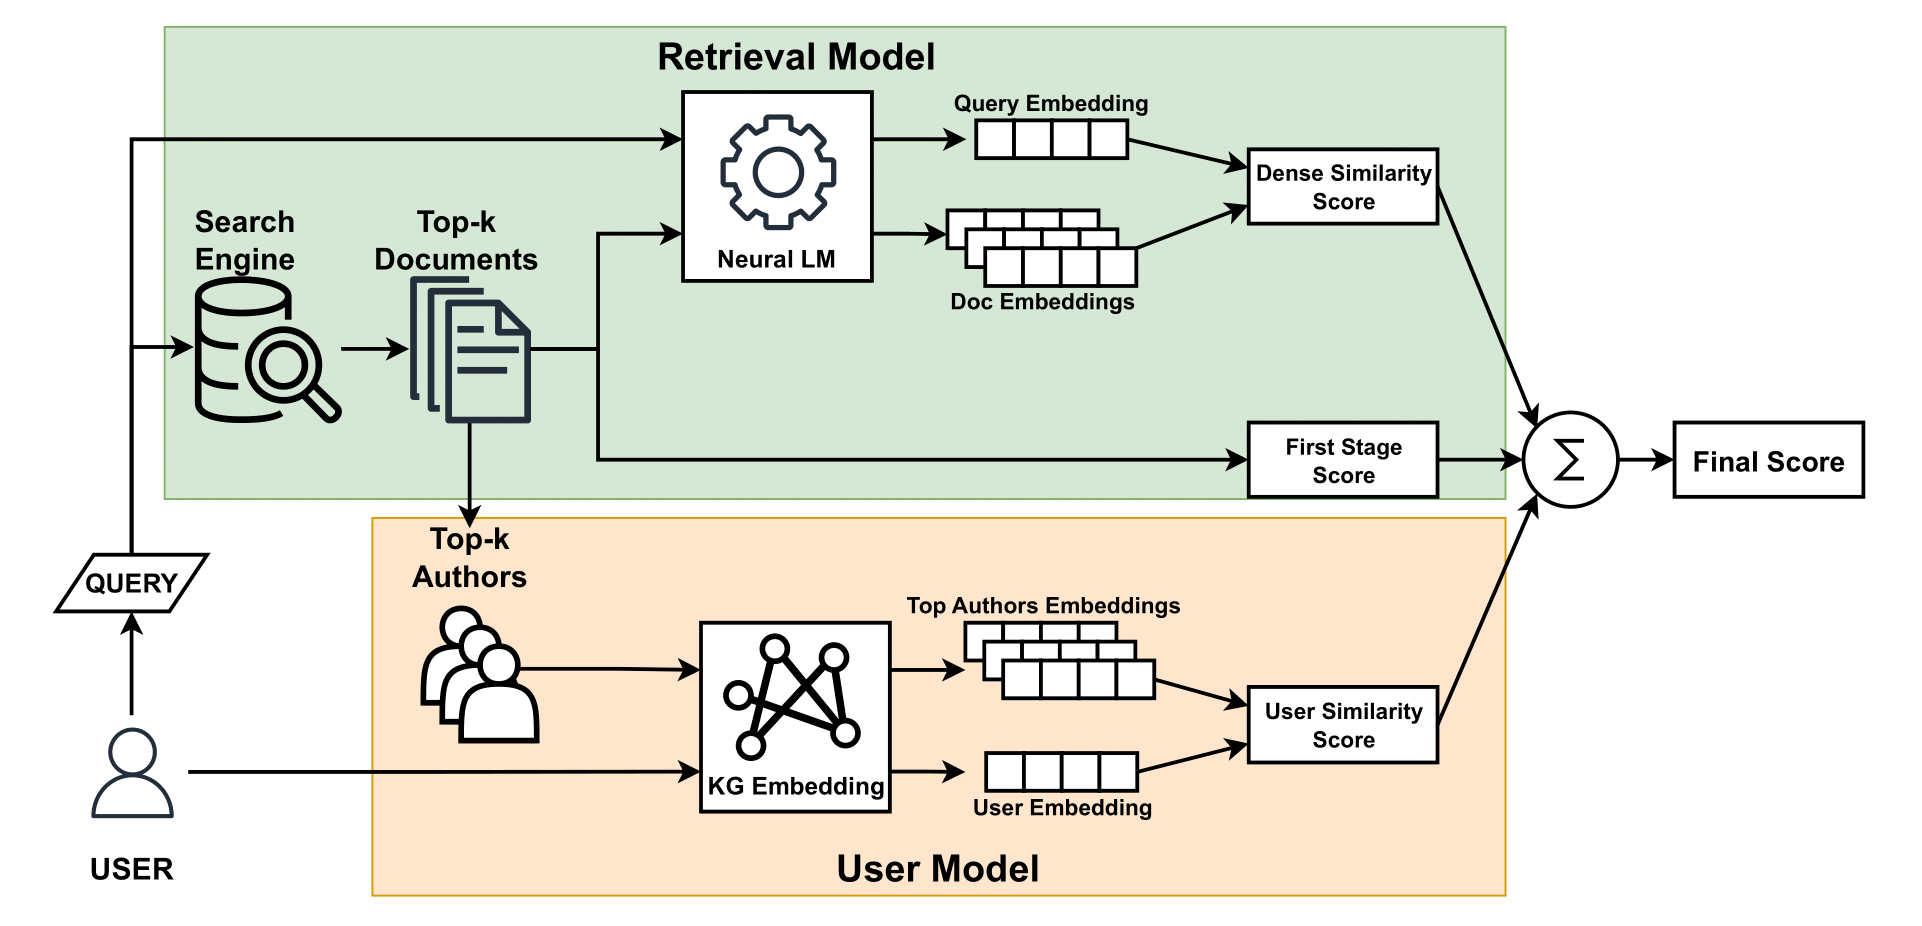 Retrieval Model
Query Embedding
Dense Similarity
Score
Search
Engine
Top-k
Documents
Neural LM
Doc Embeddings
First Stage
Score
Σ
Final Score
Top-k
Authors
QUERY
Top Authors Embeddings
User Similarity
Score
KG Embedding
User Embedding
USER
User Model